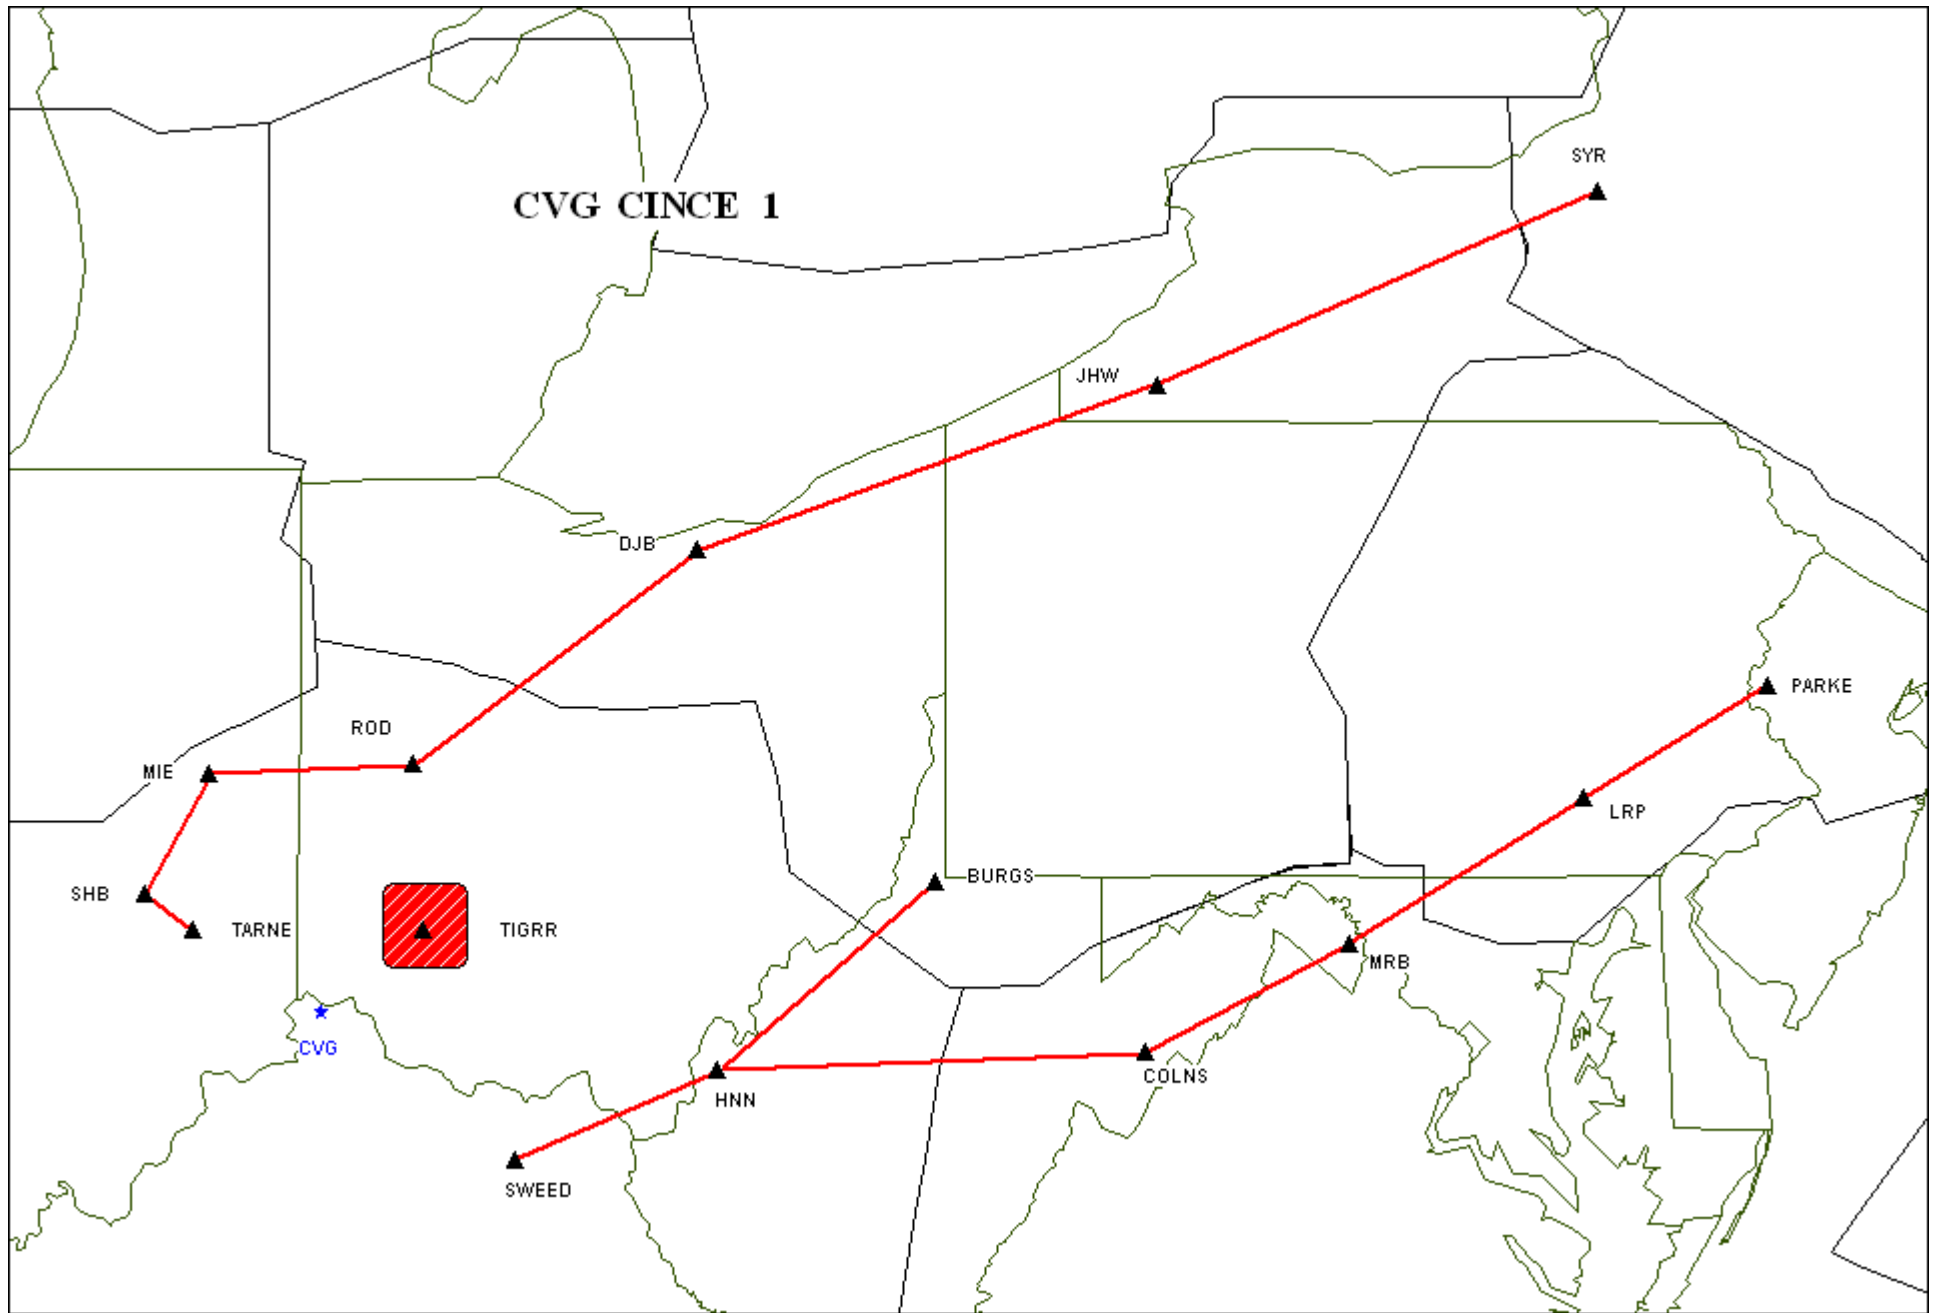 SYR
CVG CINCE 1
JHW
DJB
PARKE
ROD
MIE
LRP
BURGS
SHB
TARNE
TIGRR
MRB
CVG
COLNS
HNN
SWEED